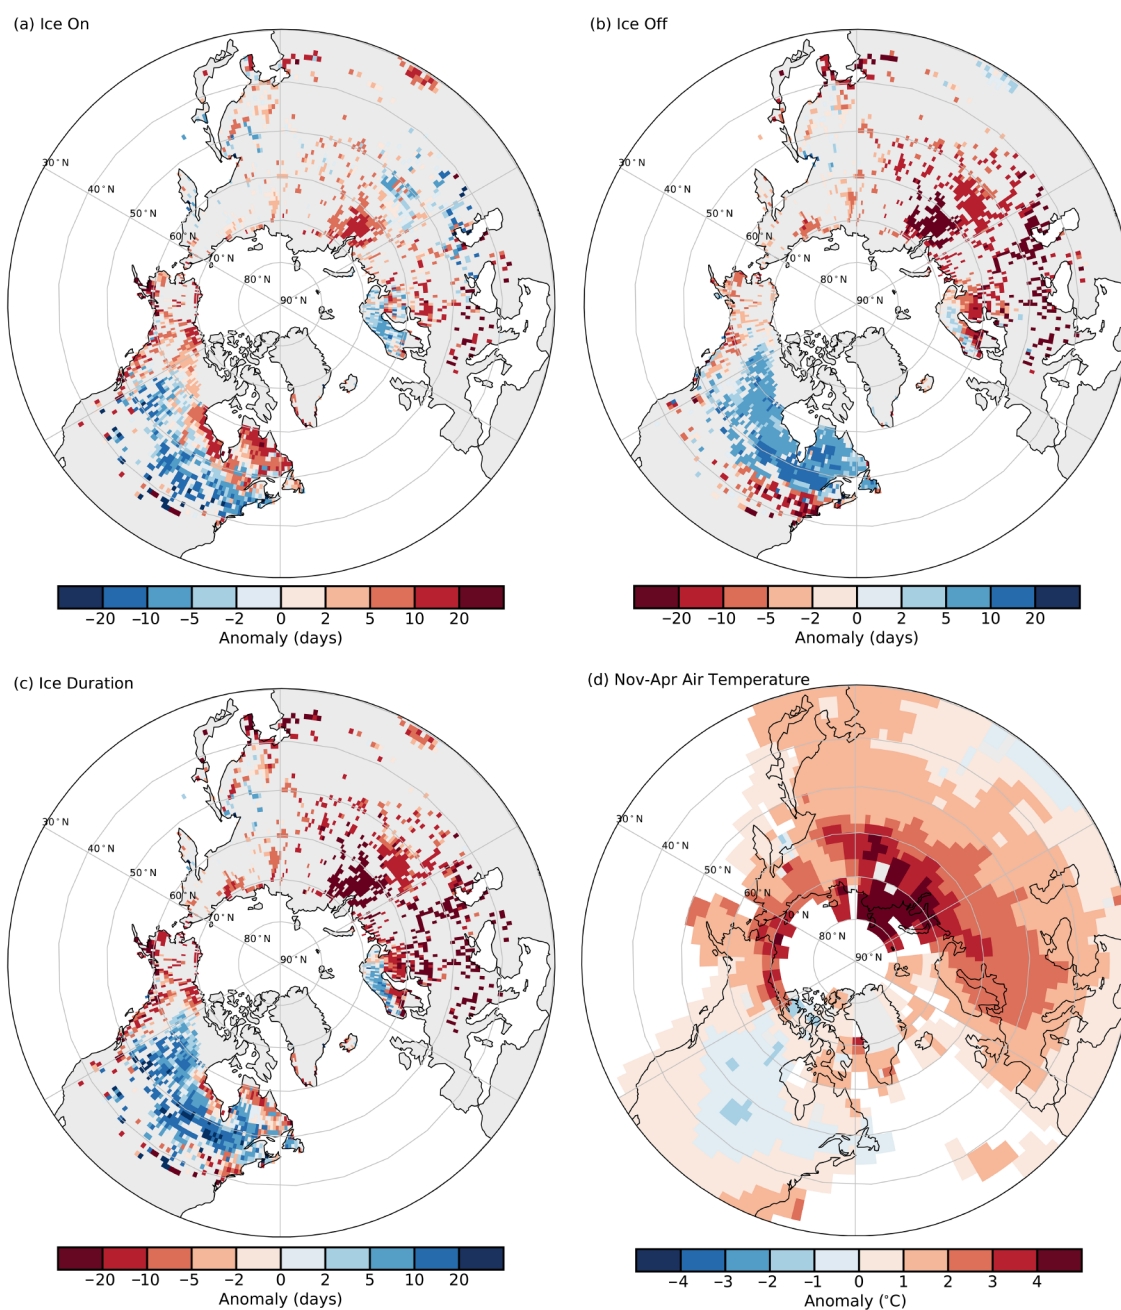 (a) Ice On
30°N
40°N
50°N
60°N
70°N
80°N
90°N
−20 −10 −5 −2 0 2 5 10 20
Anomaly (days)
(b) Ice Off
30°N
40°N
50°N
60°N
70°N
80°N
90°N
−20 −10 −5 −2 0 2 5 10 20
Anomaly (days)
(c) Ice Duration
30°N
40°N
50°N
60°N
70°N
80°N
90°N
−20 −10 −5 −2 0 2 5 10 20
Anomaly (days)
(d) Nov-Apr Air Temperature
30°N
40°N
50°N
60°N
70°N
80°N
90°N
−4 −3 −2 −1 0 1 2 3 4
Anomaly (°C)